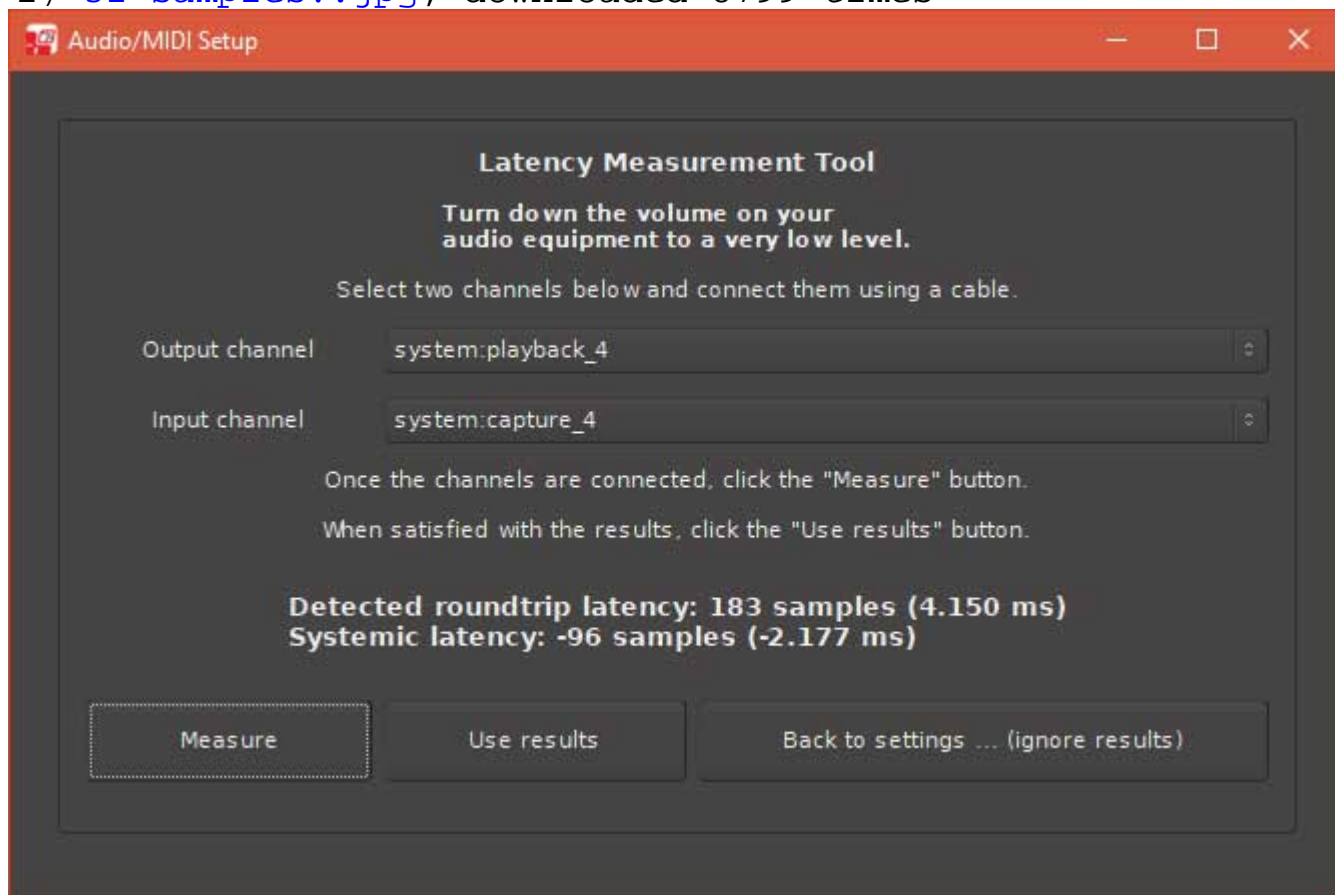 Audio/MIDI Setup
Latency Measurement Tool
Turn down the volume on your
audio equipment to a very low level.
Select two channels below and connect them using a cable.
Output channel system:playback_4
Input channel system:capture_4
Once the channels are connected, click the "Measure" button.
When satisfied with the results, click the "Use results" button.
Detected roundtrip latency: 183 samples (4.150 ms)
Systemic latency: -96 samples (-2.177 ms)
Measure Use results Back to settings ... (ignore results)